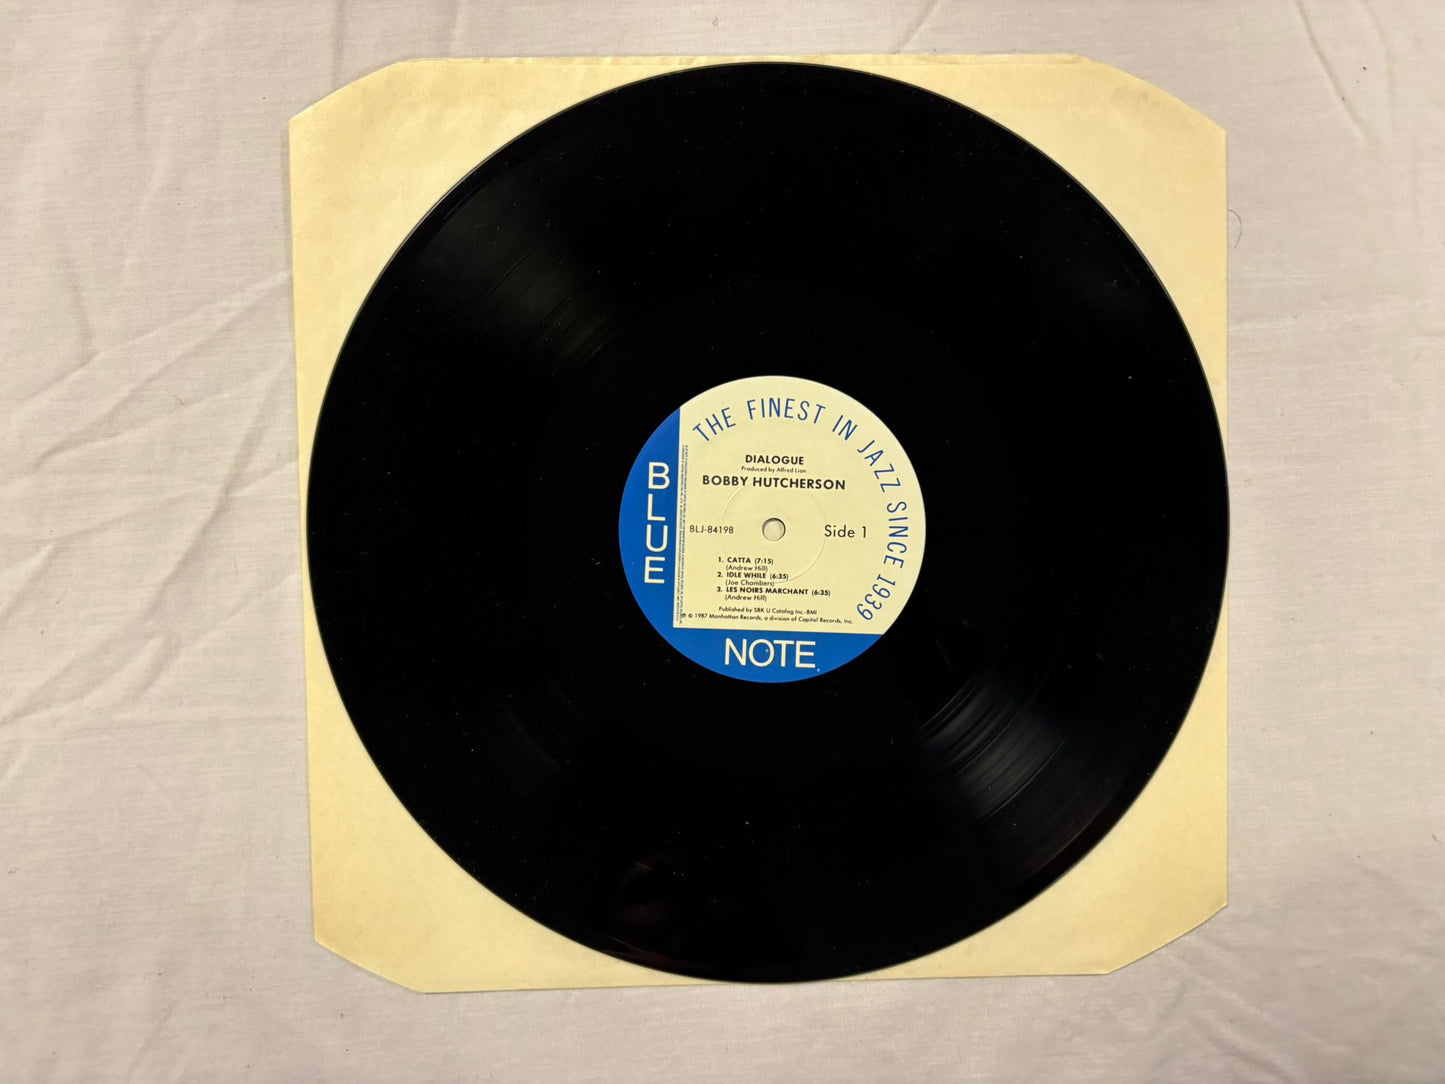 THE FINEST IN JAZZ SINCE 1939
DIALOGUE
Produced by Alfred Lion
BOBBY HUTCHERSON
BLJ-84198
Side 1
1. CATTA (7:15)
(Andrew Hill)
2. IDLE WHILE (6:35)
(Joe Chambers)
3. LES NOIRS MARCHANT (6:35)
(Andrew Hill)
Published by SBK U Catalog Inc.-BMI
℗ © 1987 Manhattan Records, a division of Capitol Records, Inc.
BLUE
NOTE